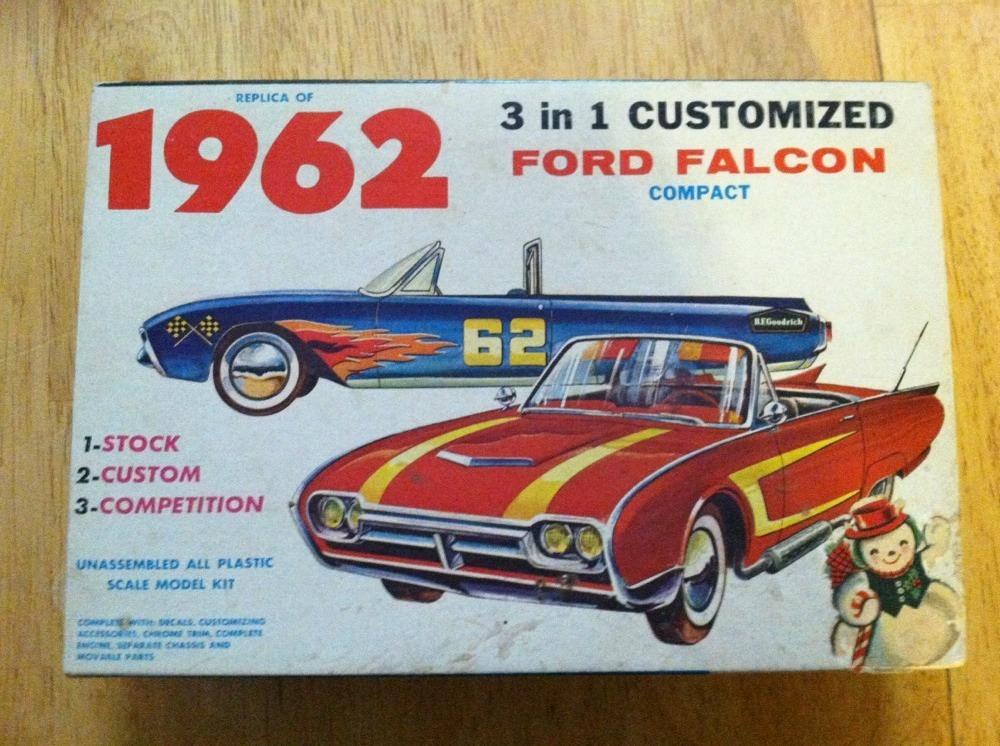 REPLICA OF
1962
3 in 1 CUSTOMIZED
FORD FALCON
COMPACT
62
B.F.Goodrich
1-STOCK
2-CUSTOM
3-COMPETITION
UNASSEMBLED ALL PLASTIC
SCALE MODEL KIT
COMPLETE WITH: DECALS, CUSTOMIZING
ACCESSORIES, CHROME TRIM, COMPLETE
ENGINE, SEPARATE CHASSIS AND
MOVABLE PARTS